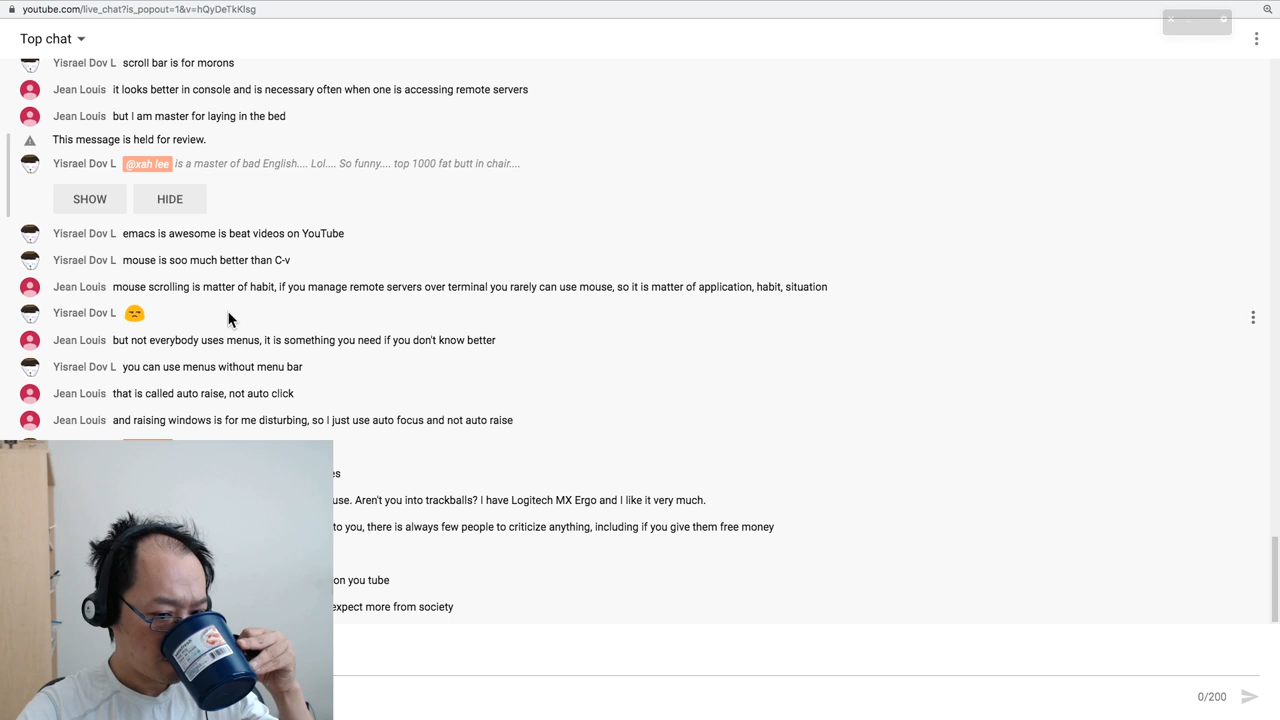 youtube.com/live_chat?is_popout=1&v=hQyDeTkKlsg
Top chat
Yisrael Dov L scroll bar is for morons
Jean Louis it looks better in console and is necessary often when one is accessing remote servers
Jean Louis but I am master for laying in the bed
This message is held for review.
Yisrael Dov L @xah lee is a master of bad English.... Lol.... So funny.... top 1000 fat butt in chair....
SHOW HIDE
Yisrael Dov L emacs is awesome is beat videos on YouTube
Yisrael Dov L mouse is soo much better than C-v
Jean Louis mouse scrolling is matter of habit, if you manage remote servers over terminal you rarely can use mouse, so it is matter of application, habit, situation
Yisrael Dov L
Jean Louis but not everybody uses menus, it is something you need if you don't know better
Yisrael Dov L you can use menus without menu bar
Jean Louis that is called auto raise, not auto click
Jean Louis and raising windows is for me disturbing, so I just use auto focus and not auto raise
es
use. Aren't you into trackballs? I have Logitech MX Ergo and I like it very much.
to you, there is always few people to criticize anything, including if you give them free money
on you tube
expect more from society
0/200